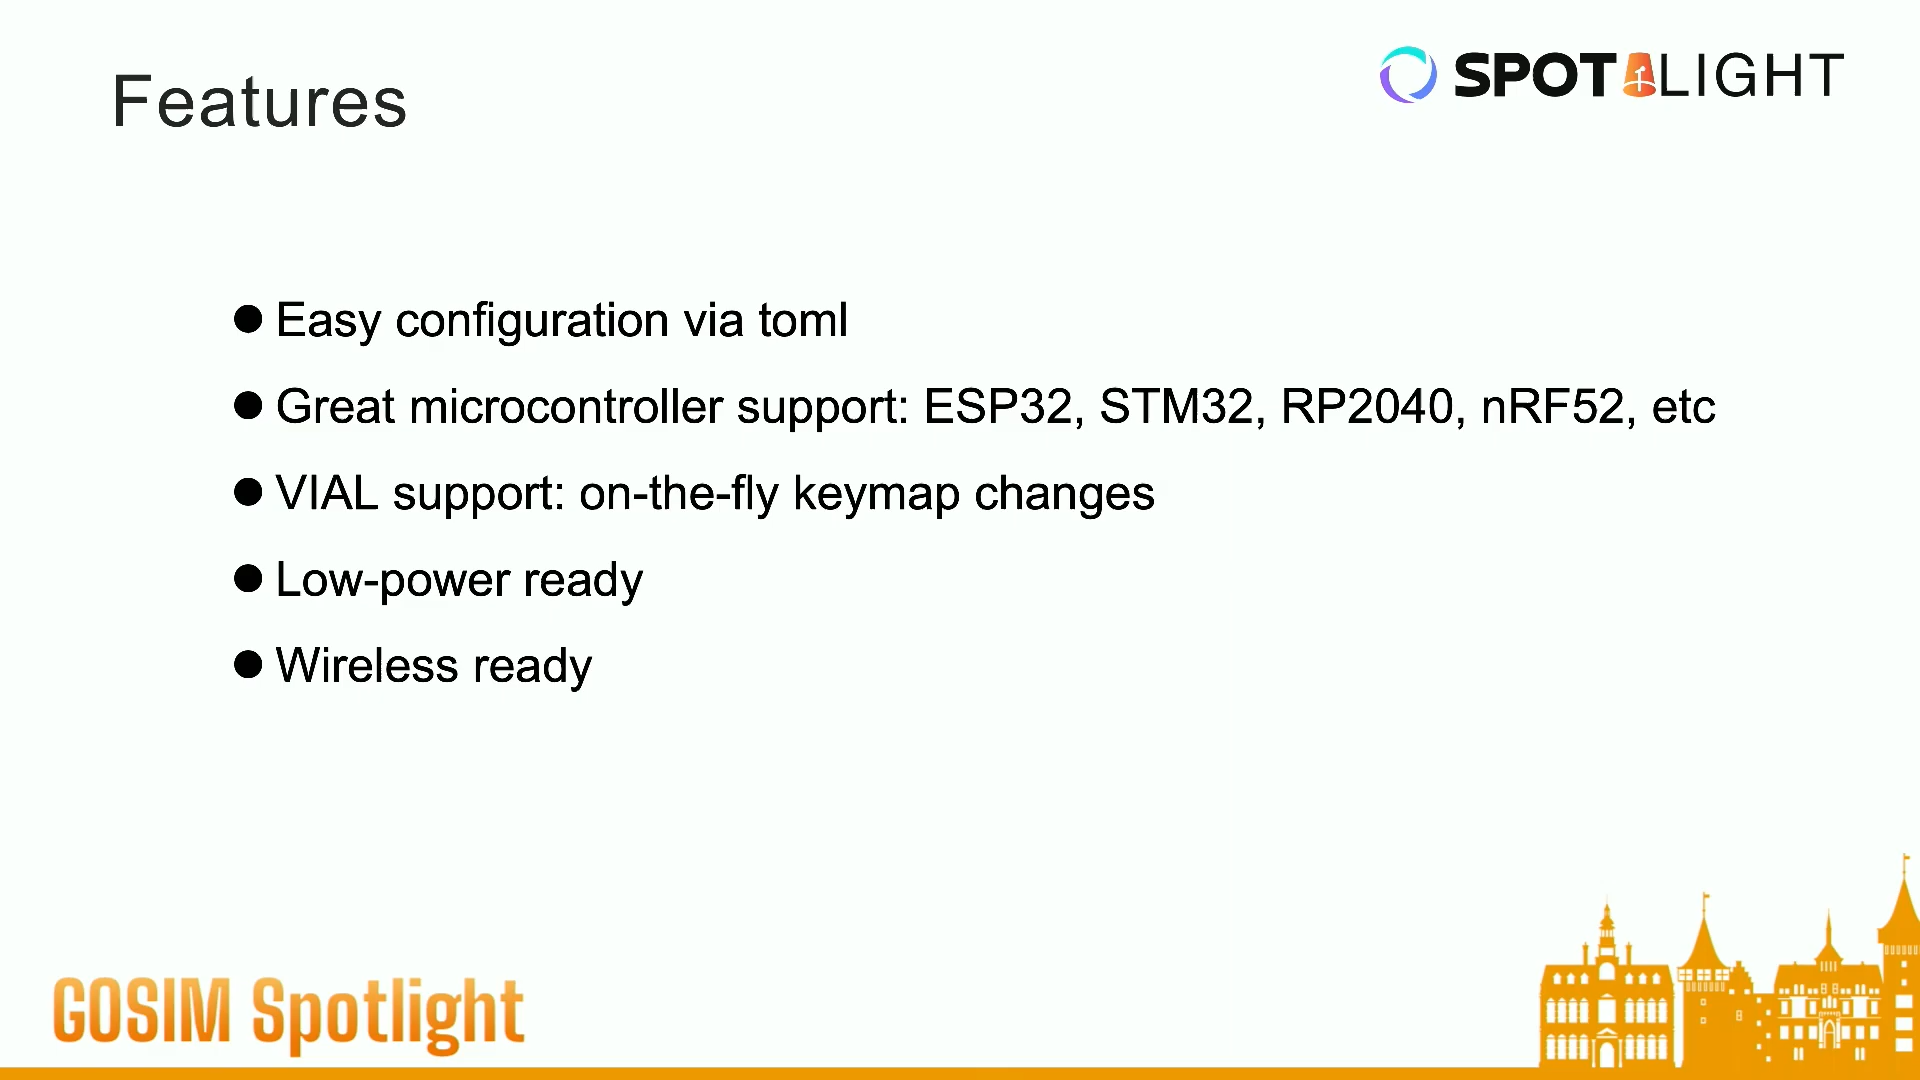 Features
SPOTLIGHT
● Easy configuration via toml
● Great microcontroller support: ESP32, STM32, RP2040, nRF52, etc
● VIAL support: on-the-fly keymap changes
● Low-power ready
● Wireless ready
GOSIM Spotlight